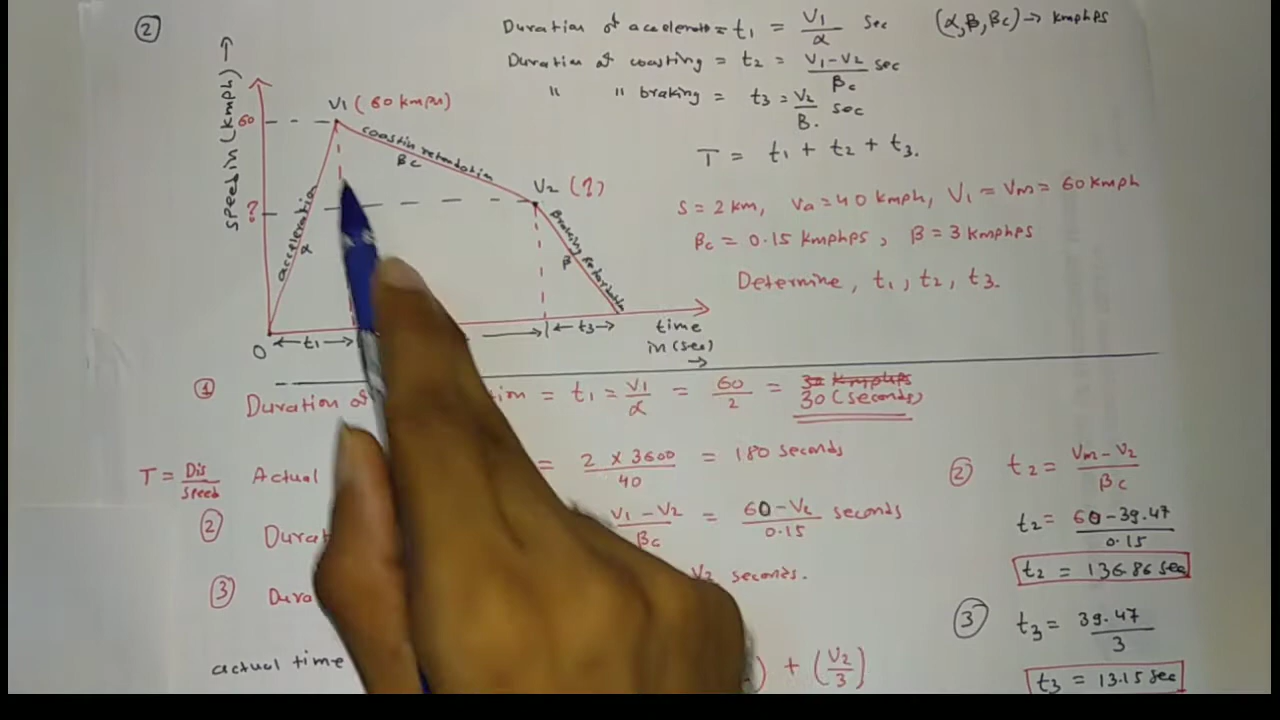 ②
Duration of acceleratn = t₁ = V₁/α sec (α, β, βc) → kmphps
Duration of coasting = t₂ = V₁-V₂/βc sec
" " braking = t₃ = V₂/β. sec
T = t₁ + t₂ + t₃.
S = 2 km, Va = 40 kmph, V₁ = Vm = 60 kmph
βc = 0.15 kmphps, β = 3 kmphps
Determine, t₁, t₂, t₃.
speed in (kmph) →
V₁ (60 kmph)
60
coastin retardation
βc
V₂ (?)
?
acceleration
α
Braking retardation
β
O
← t₁ →
← t₃ →
time
in (sec)
→
① Duration of = t₁ = V₁/α = 60/2 = 30 (seconds)
T = Dis/speed Actual = 2 × 3600/40 = 180 seconds
② V₁ - V₂/βc = 60 - V₂/0.15 seconds
③ V₂ seconds.
actual time ) + (V₂/3)
② t₂ = Vm - V₂/βc
t₂ = 60 - 39.47/0.15
t₂ = 136.86 sec
③ t₃ = 39.47/3
t₃ = 13.15 sec